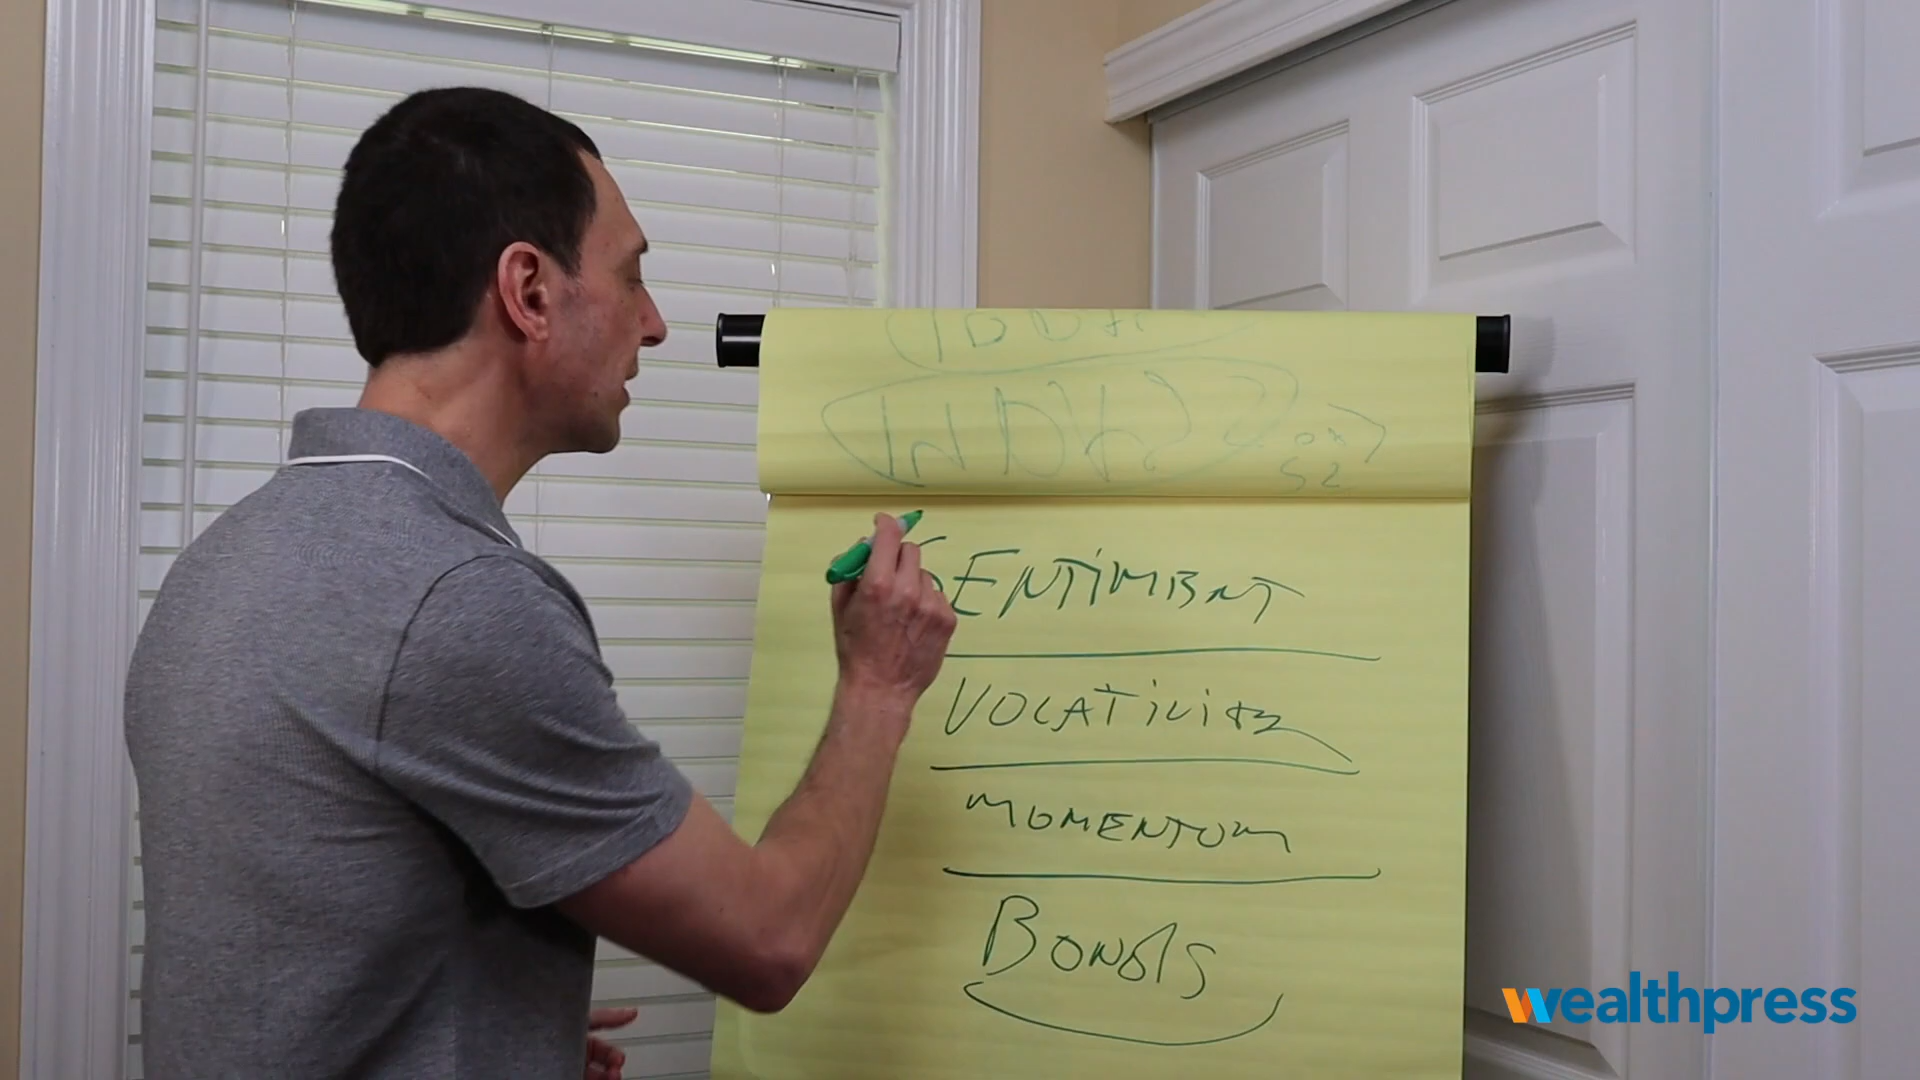 SENTIMENT
VOLATILITY
MOMENTUM
BONDS
wealthpress